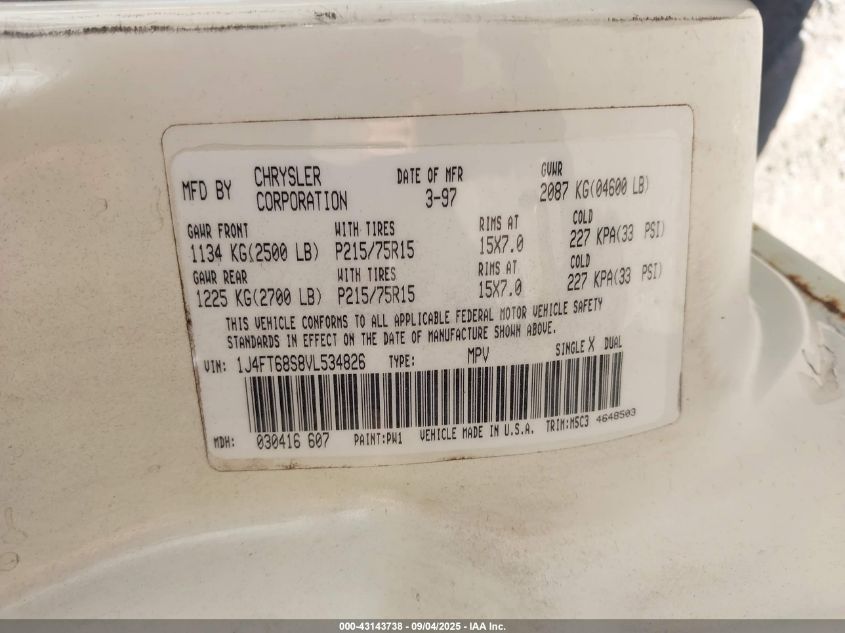 MFD BY CHRYSLER CORPORATION DATE OF MFR 3-97 GVWR 2087 KG(04600 LB)
GAWR FRONT WITH TIRES RIMS AT COLD
1134 KG(2500 LB) P215/75R15 15X7.0 227 KPA(33 PSI)
GAWR REAR WITH TIRES RIMS AT COLD
1225 KG(2700 LB) P215/75R15 15X7.0 227 KPA(33 PSI)
THIS VEHICLE CONFORMS TO ALL APPLICABLE FEDERAL MOTOR VEHICLE SAFETY
STANDARDS IN EFFECT ON THE DATE OF MANUFACTURE SHOWN ABOVE.
VIN: 1J4FT68S8VL534826 TYPE: MPV SINGLE X DUAL
MDH: 030416 607 PAINT:PW1 VEHICLE MADE IN U.S.A. TRIM:M5C3 4648503
000-43143738 - 09/04/2025 - IAA Inc.